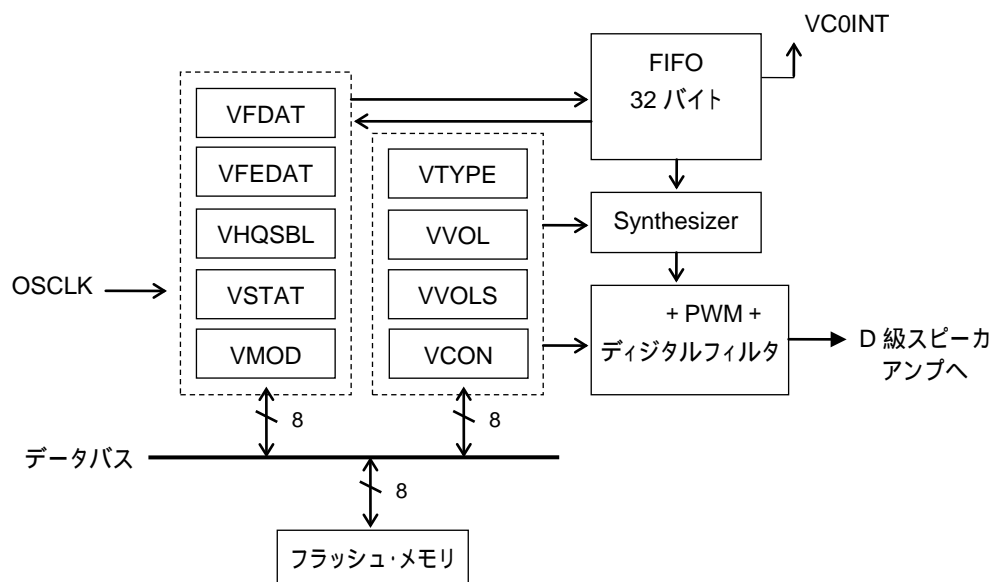 VC0INT
FIFO
32 バイト
VFDAT
VFEDAT
VHQSBL
VSTAT
VMOD
VTYPE
VVOL
VVOLS
VCON
Synthesizer
OSCLK
+ PWM +
ディジタルフィルタ
D 級スピーカ
アンプへ
8
8
データバス
8
フラッシュ・メモリ